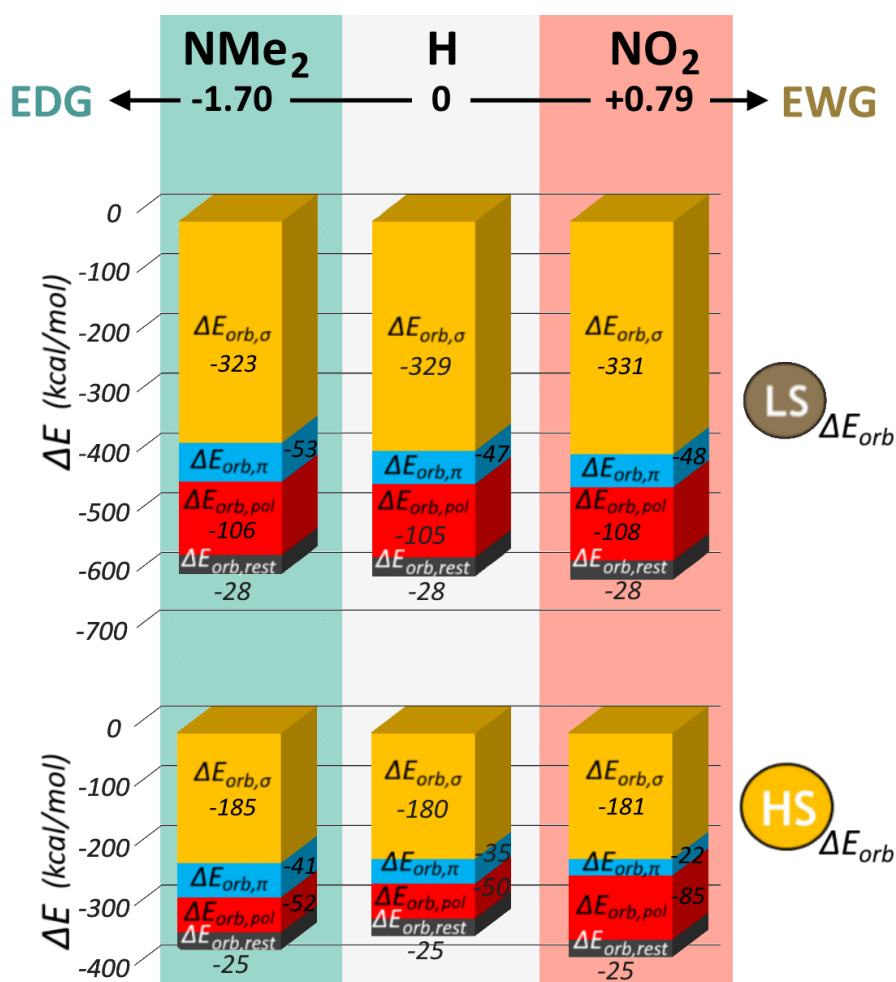 NMe2 H NO2
EDG -1.70 0 +0.79 EWG
0
-100
-200
-300
-400
-500
-600
-700
ΔE (kcal/mol)
ΔEorb,σ
-323
ΔEorb,π
-53
ΔEorb,pol
-106
ΔEorb,rest
-28
ΔEorb,σ
-329
ΔEorb,π
-47
ΔEorb,pol
-105
ΔEorb,rest
-28
ΔEorb,σ
-331
ΔEorb,π
-48
ΔEorb,pol
-108
ΔEorb,rest
-28
LS
ΔEorb
0
-100
-200
-300
-400
ΔE (kcal/mol)
ΔEorb,σ
-185
ΔEorb,π
-41
ΔEorb,pol
-52
ΔEorb,rest
-25
ΔEorb,σ
-180
ΔEorb,π
-35
ΔEorb,pol
-50
ΔEorb,rest
-25
ΔEorb,σ
-181
ΔEorb,π
-22
ΔEorb,pol
-85
ΔEorb,rest
-25
HS
ΔEorb